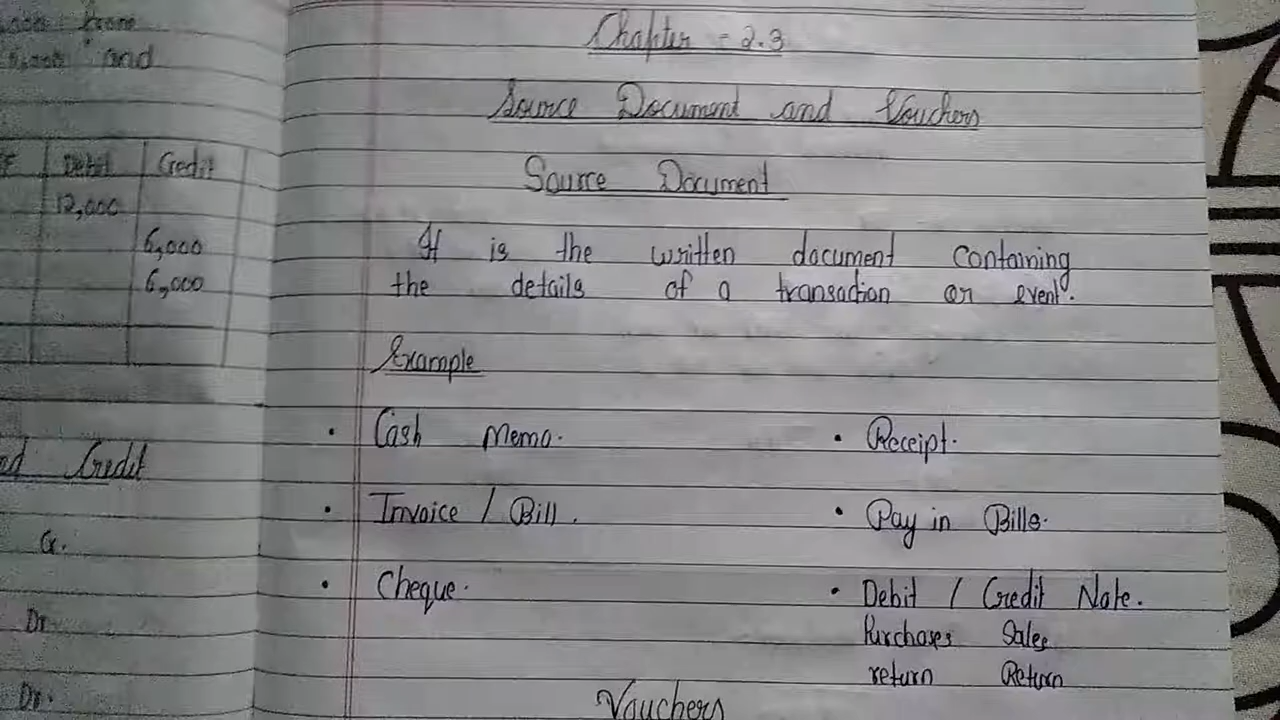 and
Debit Credit
12,000
6,000
6,000
Credit
Cr.
Dr.
Dr.
Chapter - 2.3
Source Document and Vouchers
Source Document
It is the written document containing
the details of a transaction or event.
Example
• Cash Memo. • Receipt.
• Invoice / Bill. • Pay in Bills.
• Cheque. • Debit / Credit Note.
Purchases Sales
return Return
Vouchers